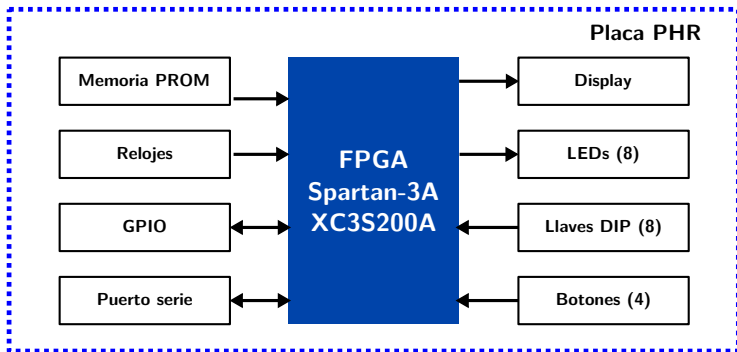 Placa PHR
Memoria PROM
Relojes
GPIO
Puerto serie
FPGA
Spartan-3A
XC3S200A
Display
LEDs (8)
Llaves DIP (8)
Botones (4)